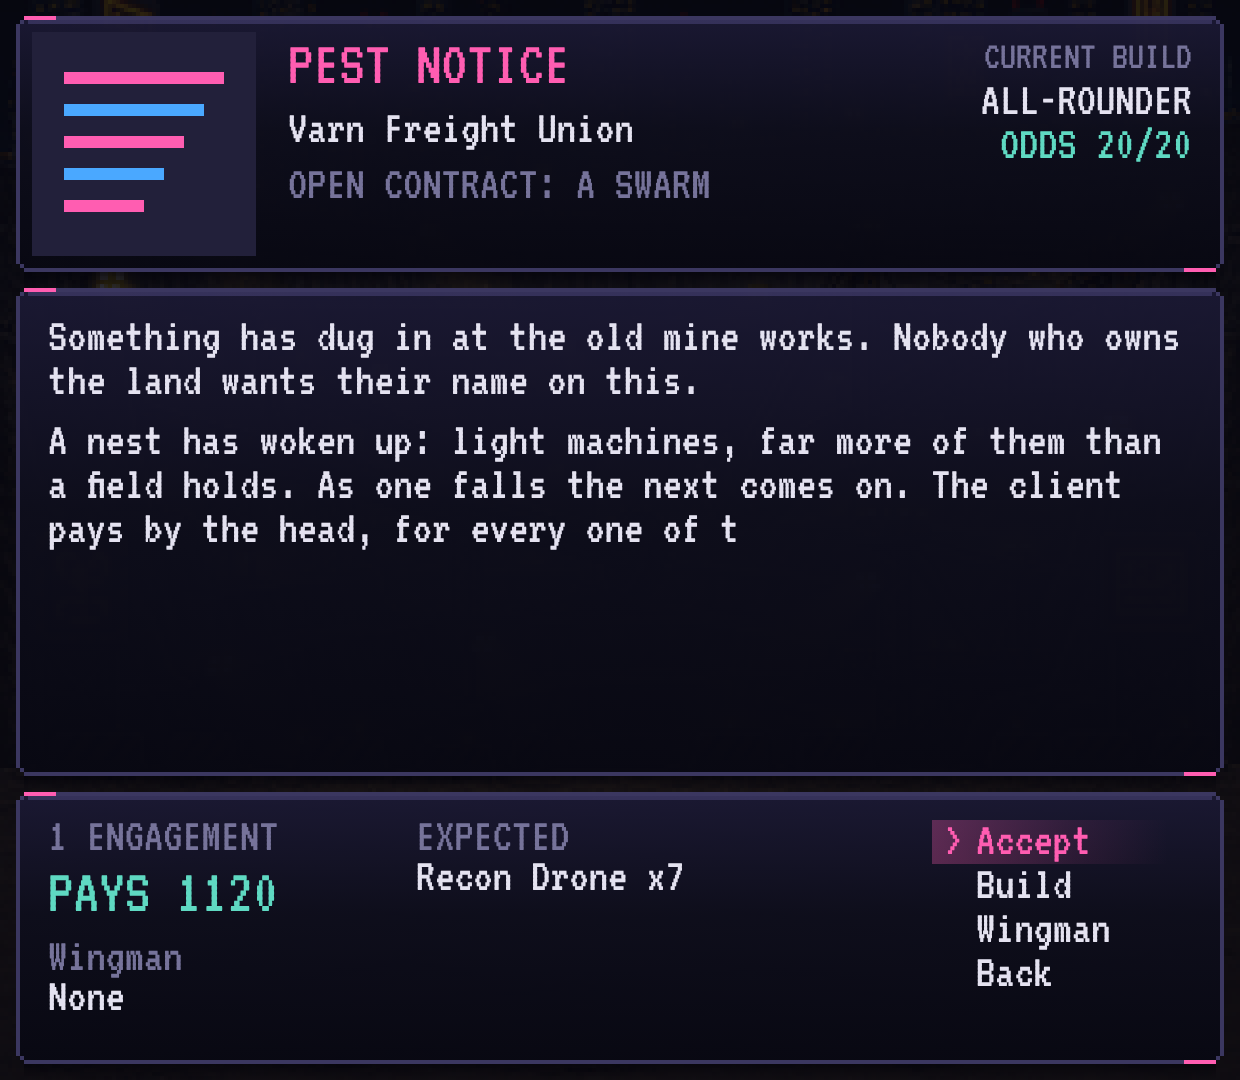 PEST NOTICE
Varn Freight Union
OPEN CONTRACT: A SWARM
CURRENT BUILD
ALL-ROUNDER
ODDS 20/20
Something has dug in at the old mine works. Nobody who owns
the land wants their name on this.
A nest has woken up: light machines, far more of them than
a field holds. As one falls the next comes on. The client
pays by the head, for every one of t
1 ENGAGEMENT
PAYS 1120
Wingman
None
EXPECTED
Recon Drone x7
> Accept
Build
Wingman
Back